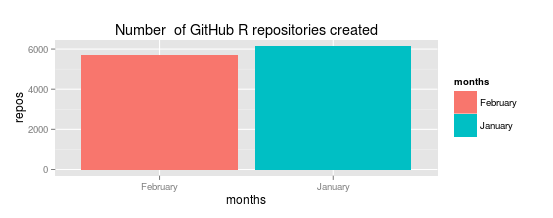 Number  of GitHub R repositories created
repos
6000
4000
2000
0
February
January
months
months
February
January